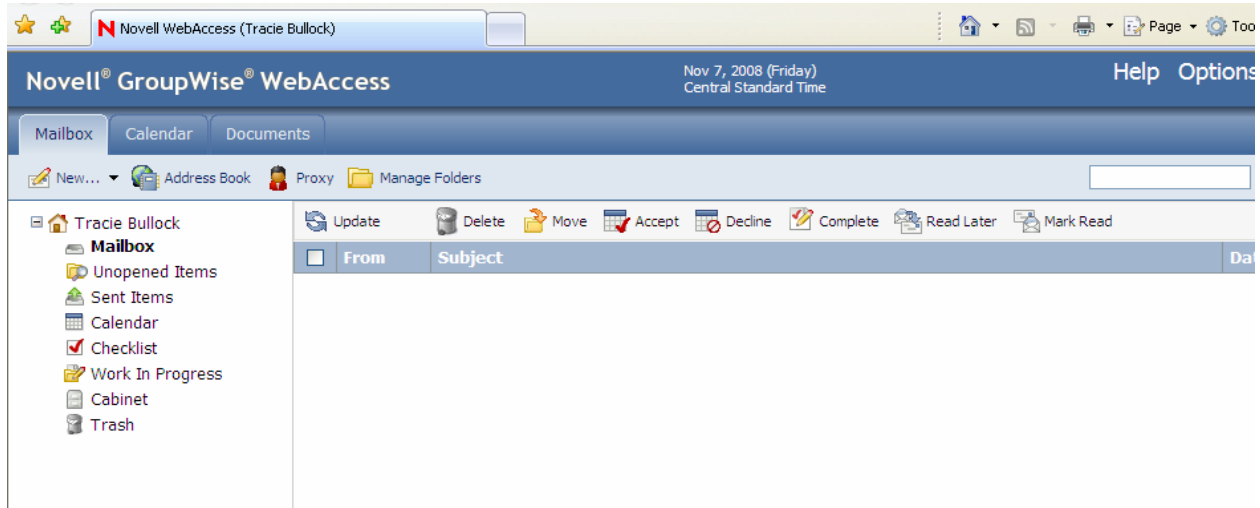 Novell WebAccess (Tracie Bullock)
Page
Novell® GroupWise® WebAccess
Nov 7, 2008 (Friday)
Central Standard Time
Help Options
Mailbox Calendar Documents
New... Address Book Proxy Manage Folders
Tracie Bullock
Mailbox
Unopened Items
Sent Items
Calendar
Checklist
Work In Progress
Cabinet
Trash
Update Delete Move Accept Decline Complete Read Later Mark Read
From Subject